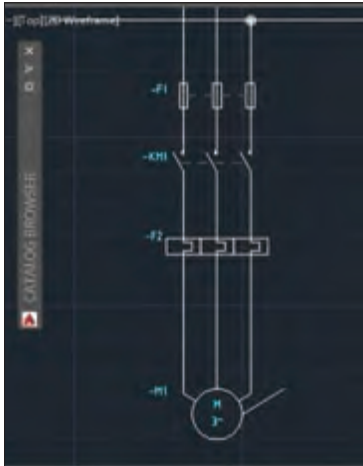 -][Top][2D Wireframe]
-F1
-KM1
-F2
CATALOG BROWSER
-M1
M
3~